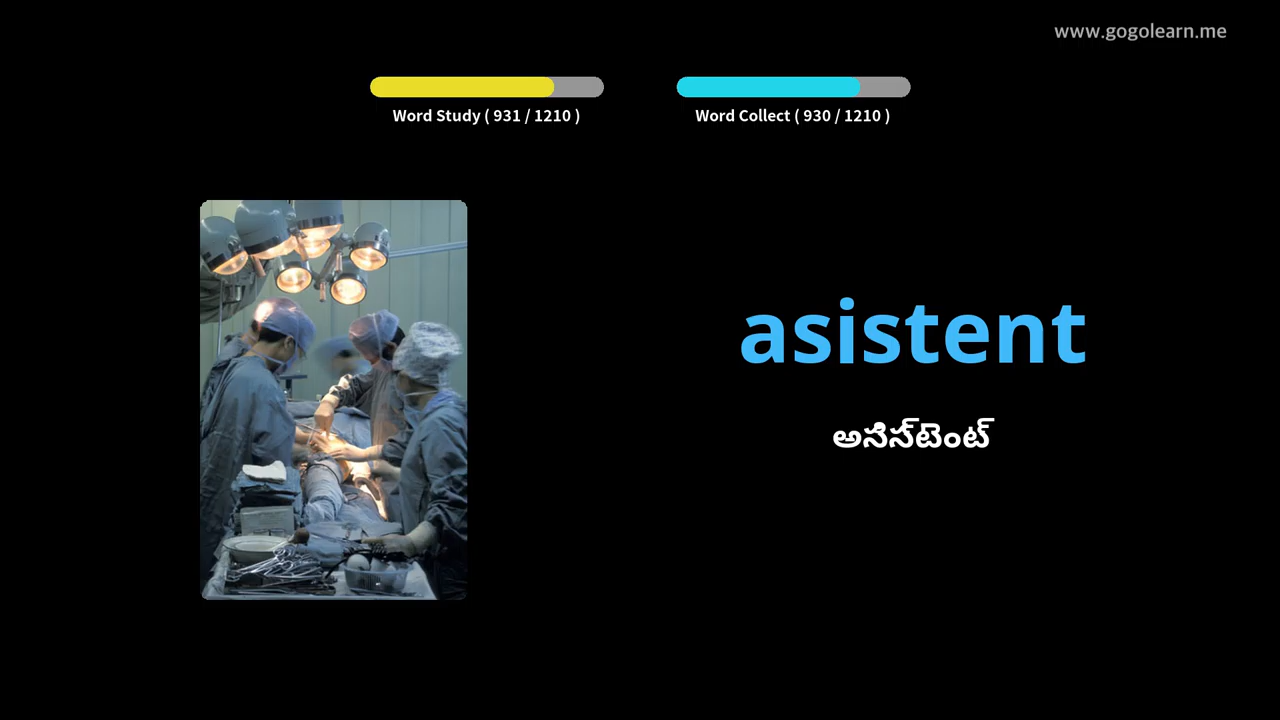 www.gogolearn.me
Word Study ( 931 / 1210 )
Word Collect ( 930 / 1210 )
asistent
అసిస్టెంట్